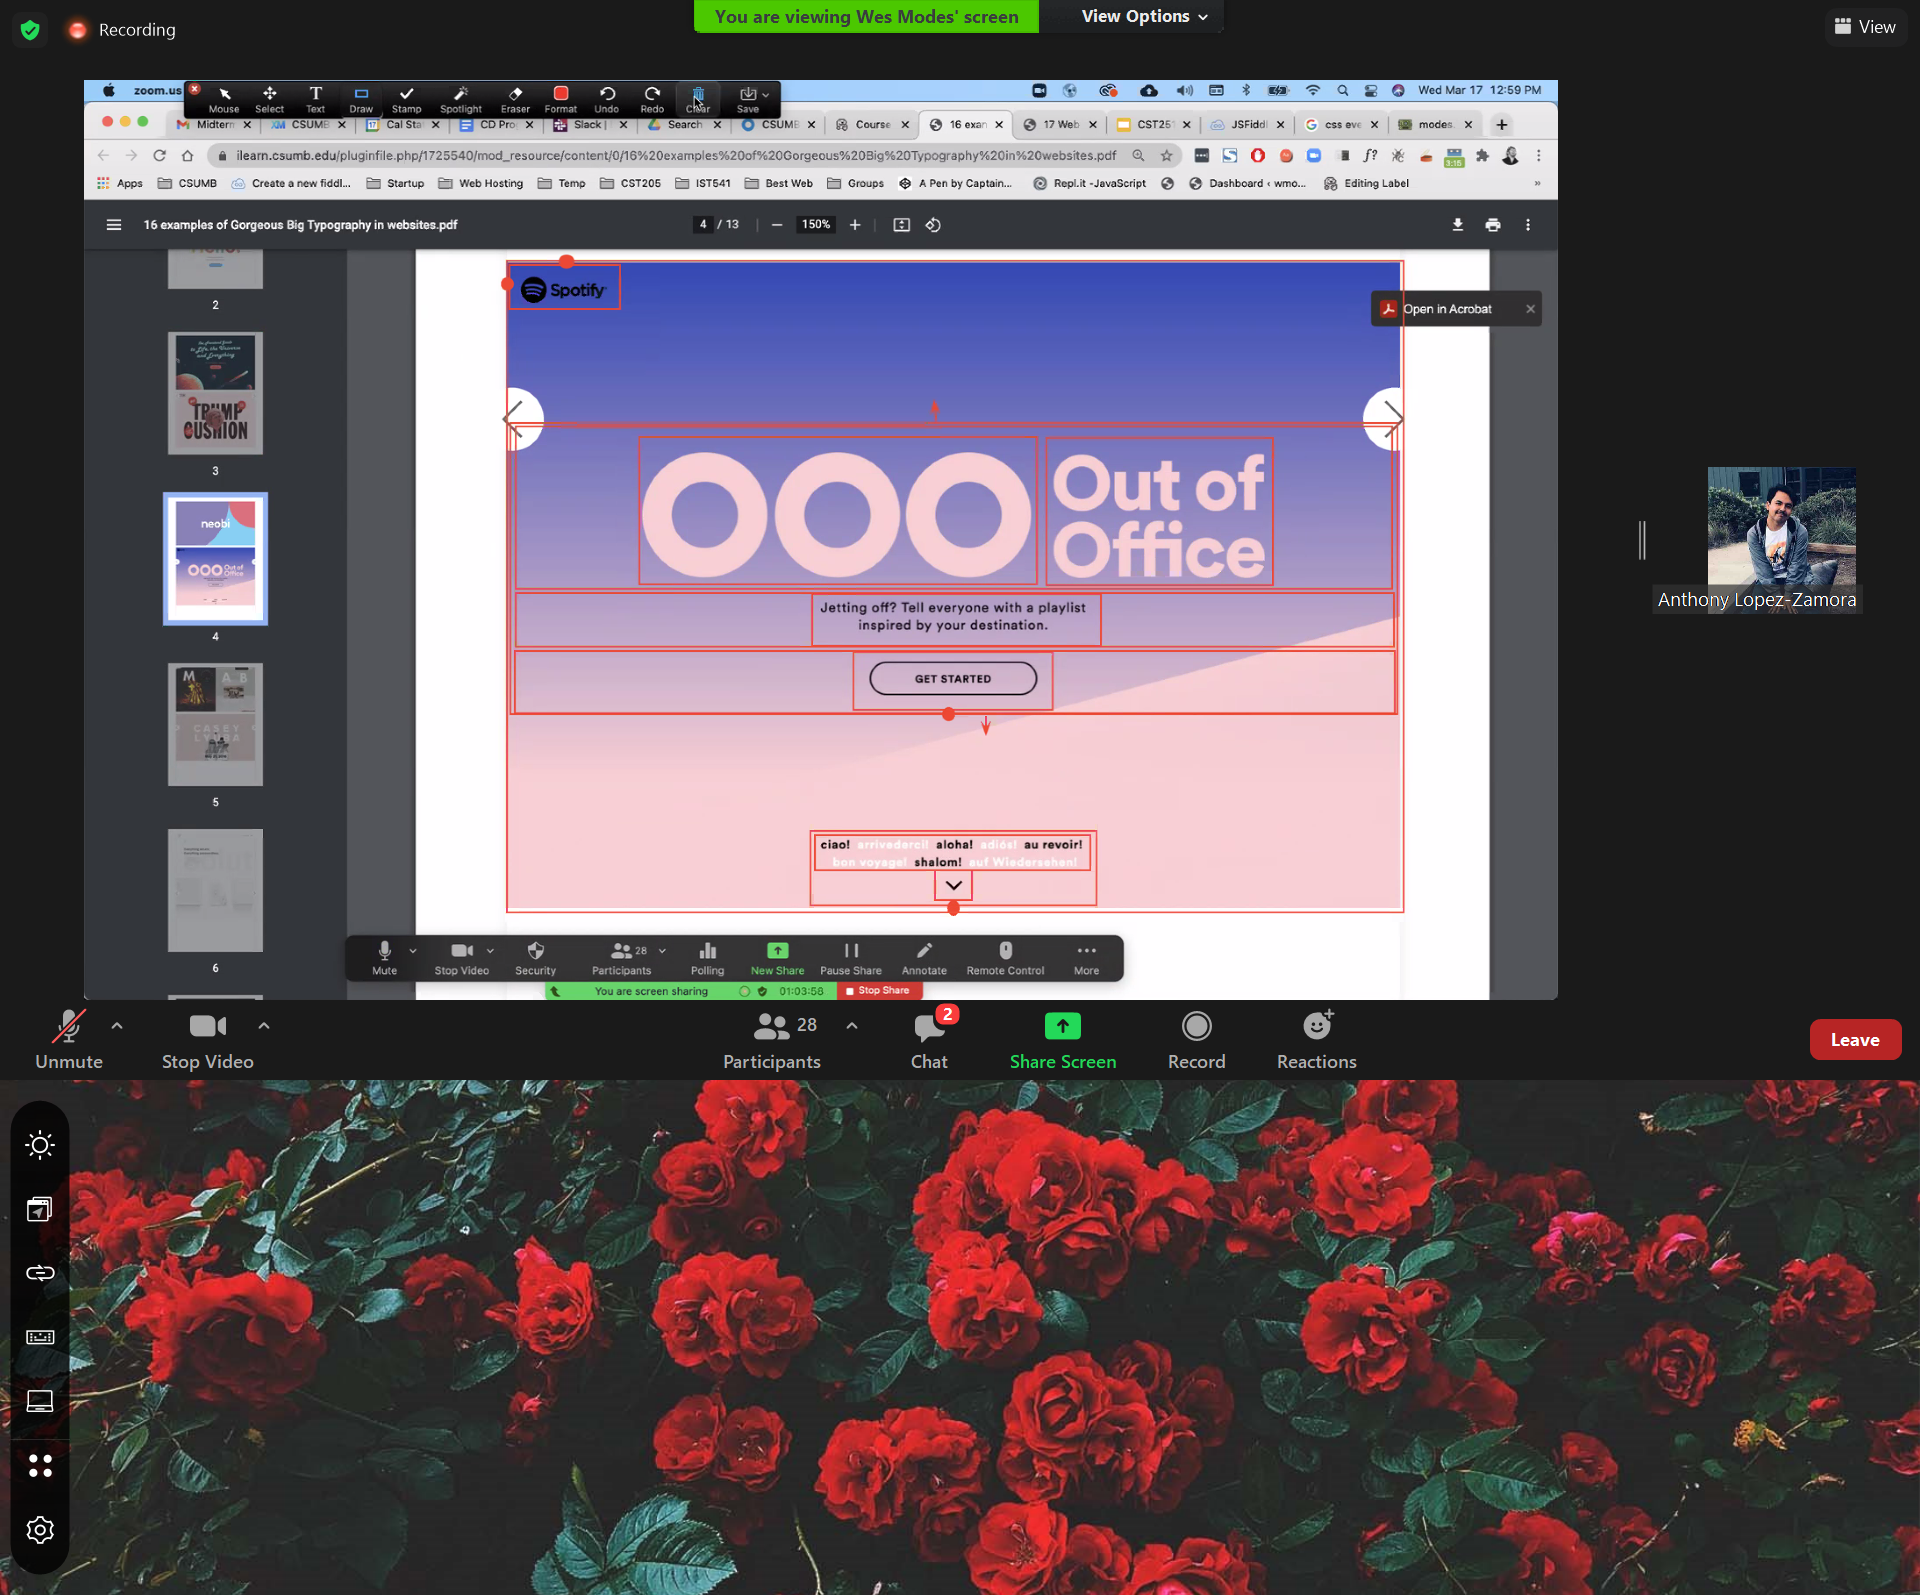 You are viewing Wes Modes' screen
View Options
Recording
View
zoom.us
Mouse
Select
Text
Draw
Stamp
Spotlight
Eraser
Format
Undo
Redo
Clear
Save
Wed Mar 17 12:59 PM
Midterm
CSUMB
Cal Sta
CD Pro
Slack |
Search
CSUMB
Course
16 exam
17 Web
CST251
JSFiddl
css eve
modes.
ilearn.csumb.edu/pluginfile.php/1725540/mod_resource/content/0/16%20examples%20of%20Gorgeous%20Big%20Typography%20in%20websites.pdf
3:15
Apps
CSUMB
Create a new fiddl...
Startup
Web Hosting
Temp
CST205
IST541
Best Web
Groups
A Pen by Captain...
Repl.it -JavaScript
Dashboard ‹ wmo...
Editing Label
»
16 examples of Gorgeous Big Typography in websites.pdf
4 / 13
150%
2
TRUMP
CUSHION
3
neobi
OOO Out of
Office
4
M
A B
CASEY
5
6
Spotify
Open in Acrobat
OOO
Out of
Office
Jetting off? Tell everyone with a playlist
inspired by your destination.
GET STARTED
ciao! arrivederci! aloha! adiós! au revoir!
bon voyage! shalom! auf Wiedersehen!
Mute
Stop Video
Security
28
Participants
Polling
New Share
Pause Share
Annotate
Remote Control
More
You are screen sharing
01:03:58
Stop Share
Anthony Lopez-Zamora
Unmute
Stop Video
28
Participants
2
Chat
Share Screen
Record
Reactions
Leave